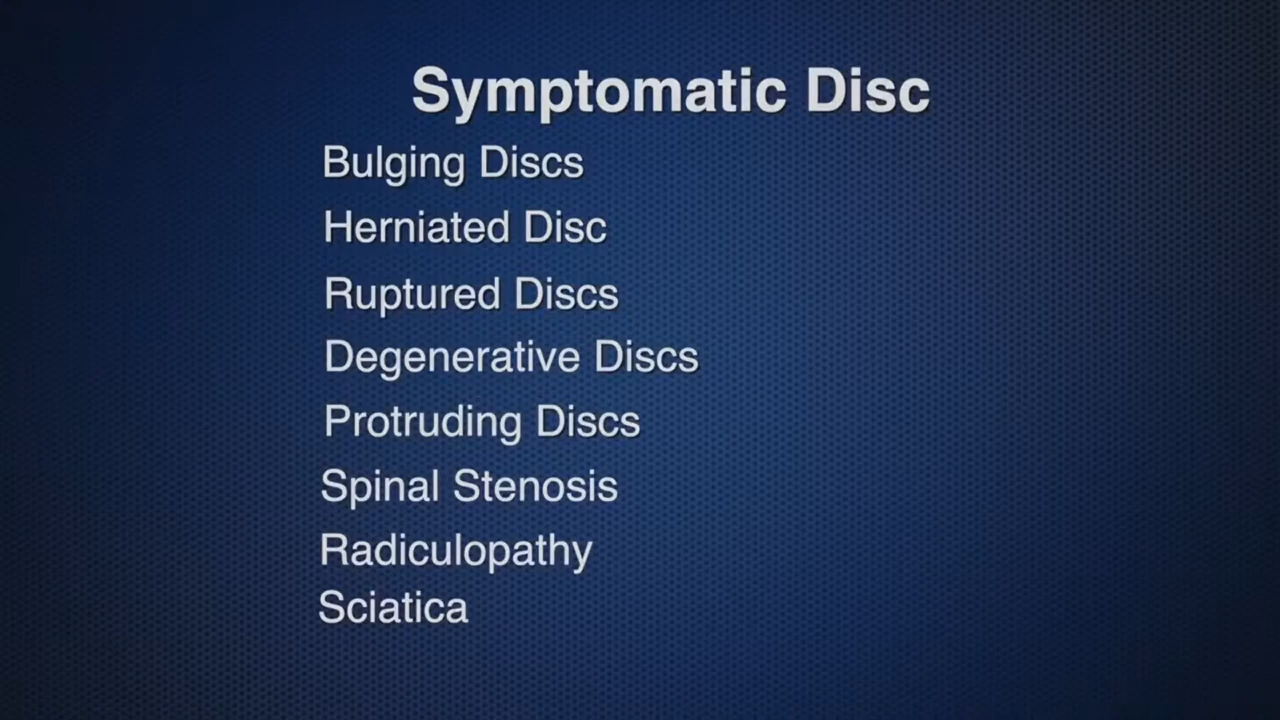 Symptomatic Disc
Bulging Discs
Herniated Disc
Ruptured Discs
Degenerative Discs
Protruding Discs
Spinal Stenosis
Radiculopathy
Sciatica